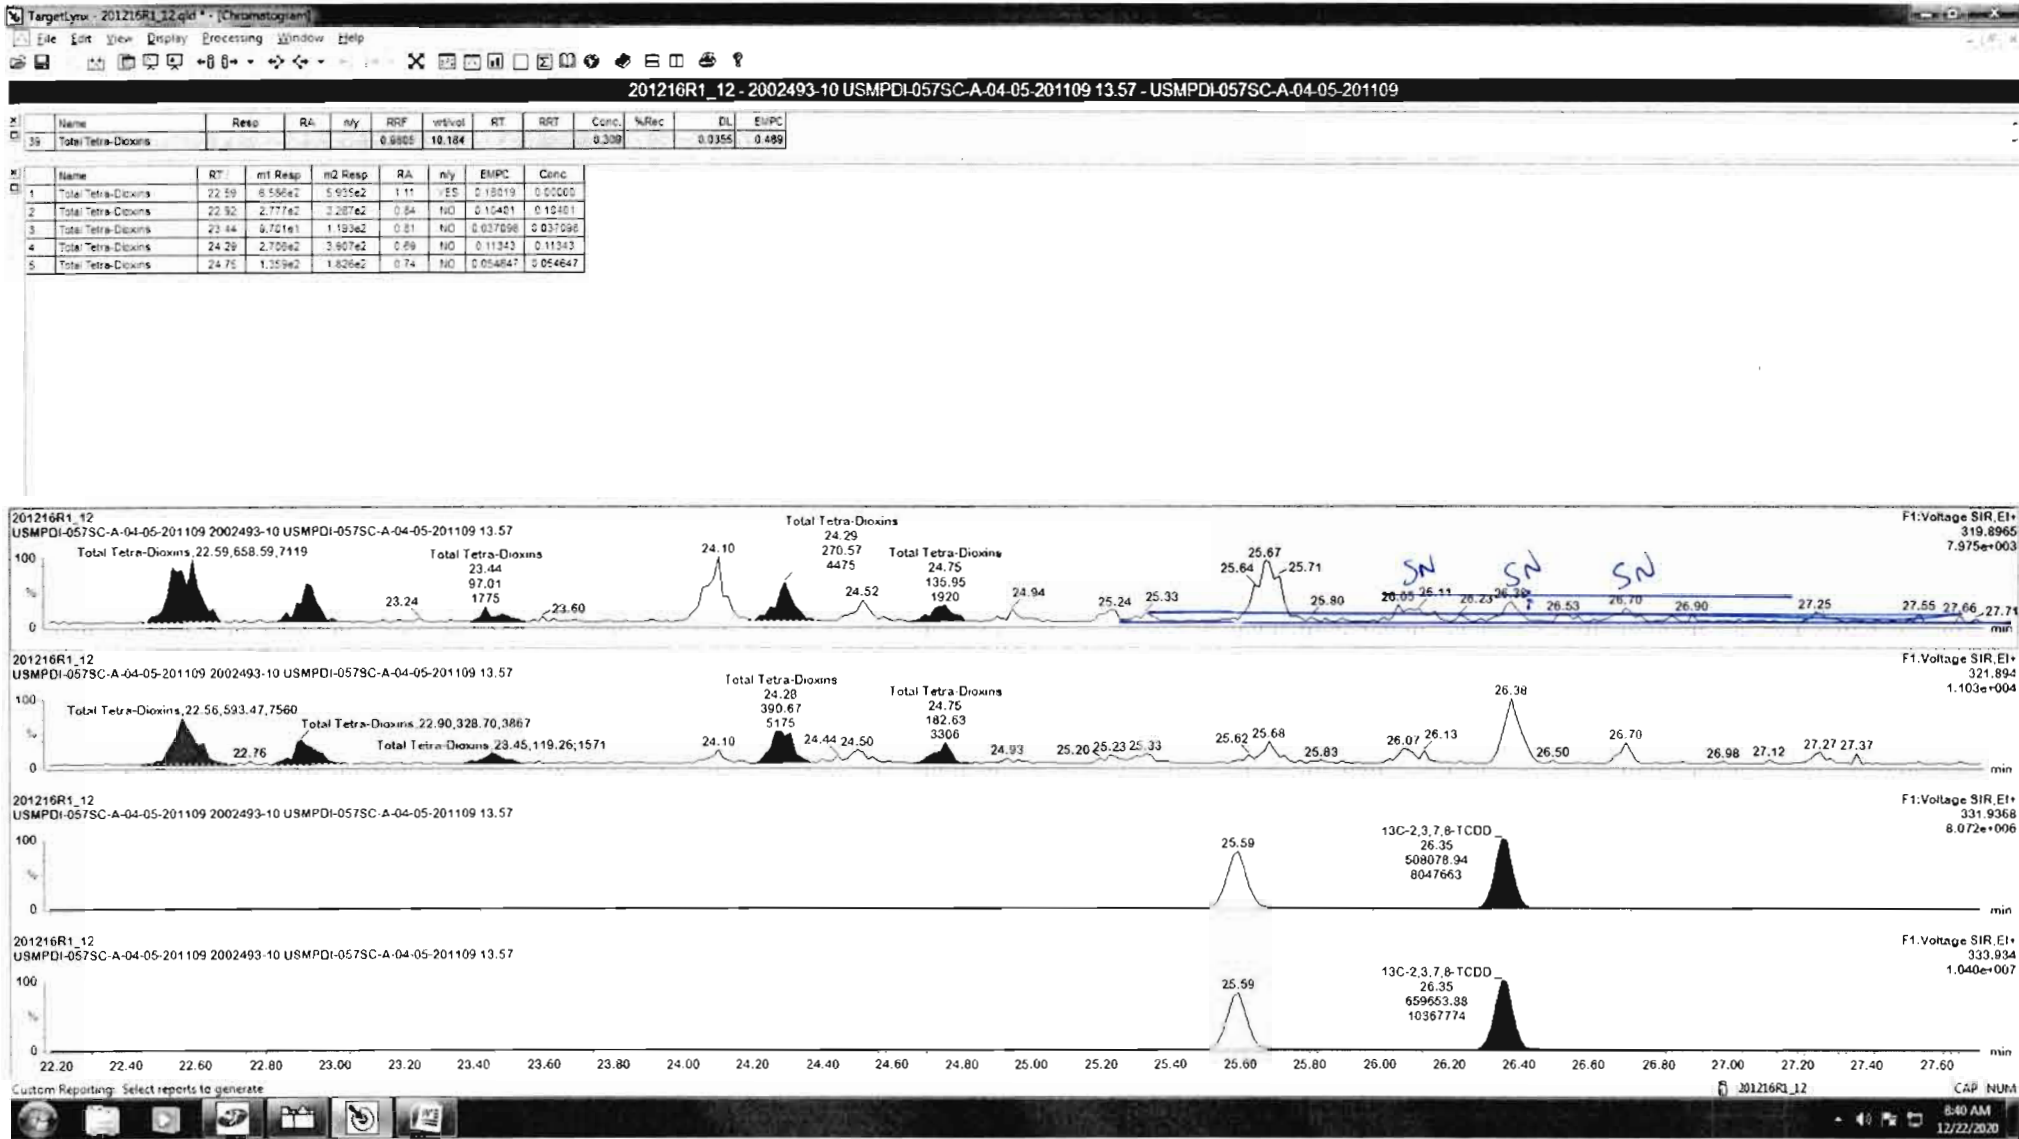 TargetLynx - 201216R1_12.qld * - [Chromatogram]
File Edit View Display Processing Window Help
201216R1_12 - 2002493-10 USMPDI-057SC-A-04-05-201109 13.57 - USMPDI-057SC-A-04-05-201109
Name Resp RA n/y RRF wt/vol RT RRT Conc. %Rec DL EMPC
39 Total Tetra-Dioxins 10.184 0.309 0.0355 0.489
Name RT m1 Resp m2 Resp RA n/y EMPC Conc
1 Total Tetra-Dioxins 22.59 6.586e2 5.935e2 1.11 YES 0.18019 0.00000
2 Total Tetra-Dioxins 22.92 2.777e2 3.287e2 0.84 NO 0.10401 0.10401
3 Total Tetra-Dioxins 23.44 9.701e1 1.193e2 0.81 NO 0.037098 0.037098
4 Total Tetra-Dioxins 24.29 2.706e2 3.907e2 0.69 NO 0.11343 0.11343
5 Total Tetra-Dioxins 24.75 1.359e2 1.826e2 0.74 NO 0.054647 0.054647
201216R1_12
USMPDI-057SC-A-04-05-201109 2002493-10 USMPDI-057SC-A-04-05-201109 13.57
F1:Voltage SIR,EI+
319.8965
7.975e+003
100
%
0
Total Tetra-Dioxins,22.59,658.59,7119
23.24
Total Tetra-Dioxins
23.44
97.01
1775
23.60
24.10
Total Tetra-Dioxins
24.29
270.57
4475
24.52
Total Tetra-Dioxins
24.75
135.95
1920
24.94
25.24 25.33
25.64 25.67 25.71
25.80
SN SN SN
26.05 26.11 26.23 26.38 26.53 26.70 26.90 27.25 27.55 27.66 27.71
min
201216R1_12
USMPDI-057SC-A-04-05-201109 2002493-10 USMPDI-057SC-A-04-05-201109 13.57
F1:Voltage SIR,EI+
321.894
1.103e+004
100
%
0
Total Tetra-Dioxins,22.56,593.47,7560
22.76
Total Tetra-Dioxins,22.90,328.70,3867
Total Tetra-Dioxins,23.45,119.26,1571
24.10
Total Tetra-Dioxins
24.28
390.67
5175
24.44 24.50
Total Tetra-Dioxins
24.75
182.63
3306
24.93 25.20 25.23 25.33 25.62 25.68 25.83 26.07 26.13 26.38 26.50 26.70 26.98 27.12 27.27 27.37
min
201216R1_12
USMPDI-057SC-A-04-05-201109 2002493-10 USMPDI-057SC-A-04-05-201109 13.57
F1:Voltage SIR,EI+
331.9368
8.072e+006
100
%
0
25.59
13C-2,3,7,8-TCDD
26.35
508078.94
8047663
min
201216R1_12
USMPDI-057SC-A-04-05-201109 2002493-10 USMPDI-057SC-A-04-05-201109 13.57
F1:Voltage SIR,EI+
333.934
1.040e+007
100
%
0
25.59
13C-2,3,7,8-TCDD
26.35
659653.88
10367774
min
22.20 22.40 22.60 22.80 23.00 23.20 23.40 23.60 23.80 24.00 24.20 24.40 24.60 24.80 25.00 25.20 25.40 25.60 25.80 26.00 26.20 26.40 26.60 26.80 27.00 27.20 27.40 27.60
Custom Reporting: Select reports to generate
201216R1_12 CAP NUM
8:40 AM
12/22/2020